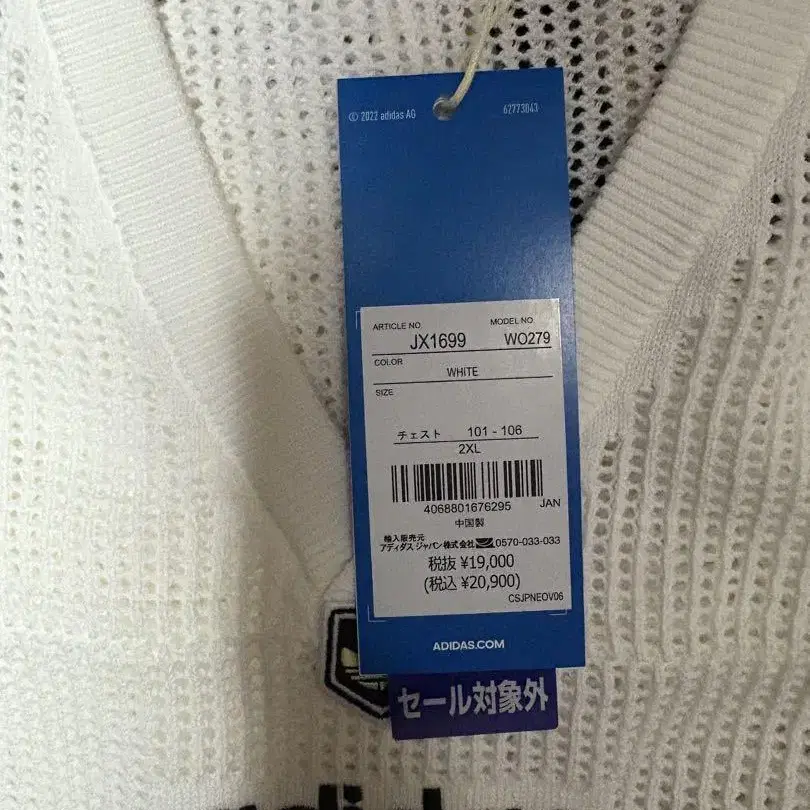 © 2022 adidas AG 62773043
ARTICLE NO MODEL NO.
JX1699 WO279
COLOR
WHITE
SIZE
チェスト 101 - 106
2XL
4068801676295 JAN
中国製
輸入販売元
アディダス ジャパン株式会社 0570-033-033
税抜 ¥19,000
(税込 ¥20,900)
CSJPNEOV06
ADIDAS.COM
セール対象外